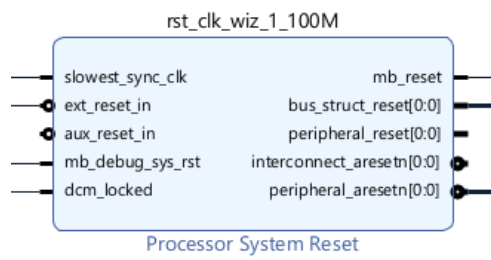 rst_clk_wiz_1_100M
slowest_sync_clk mb_reset
ext_reset_in bus_struct_reset[0:0]
aux_reset_in peripheral_reset[0:0]
mb_debug_sys_rst interconnect_aresetn[0:0]
dcm_locked peripheral_aresetn[0:0]
Processor System Reset